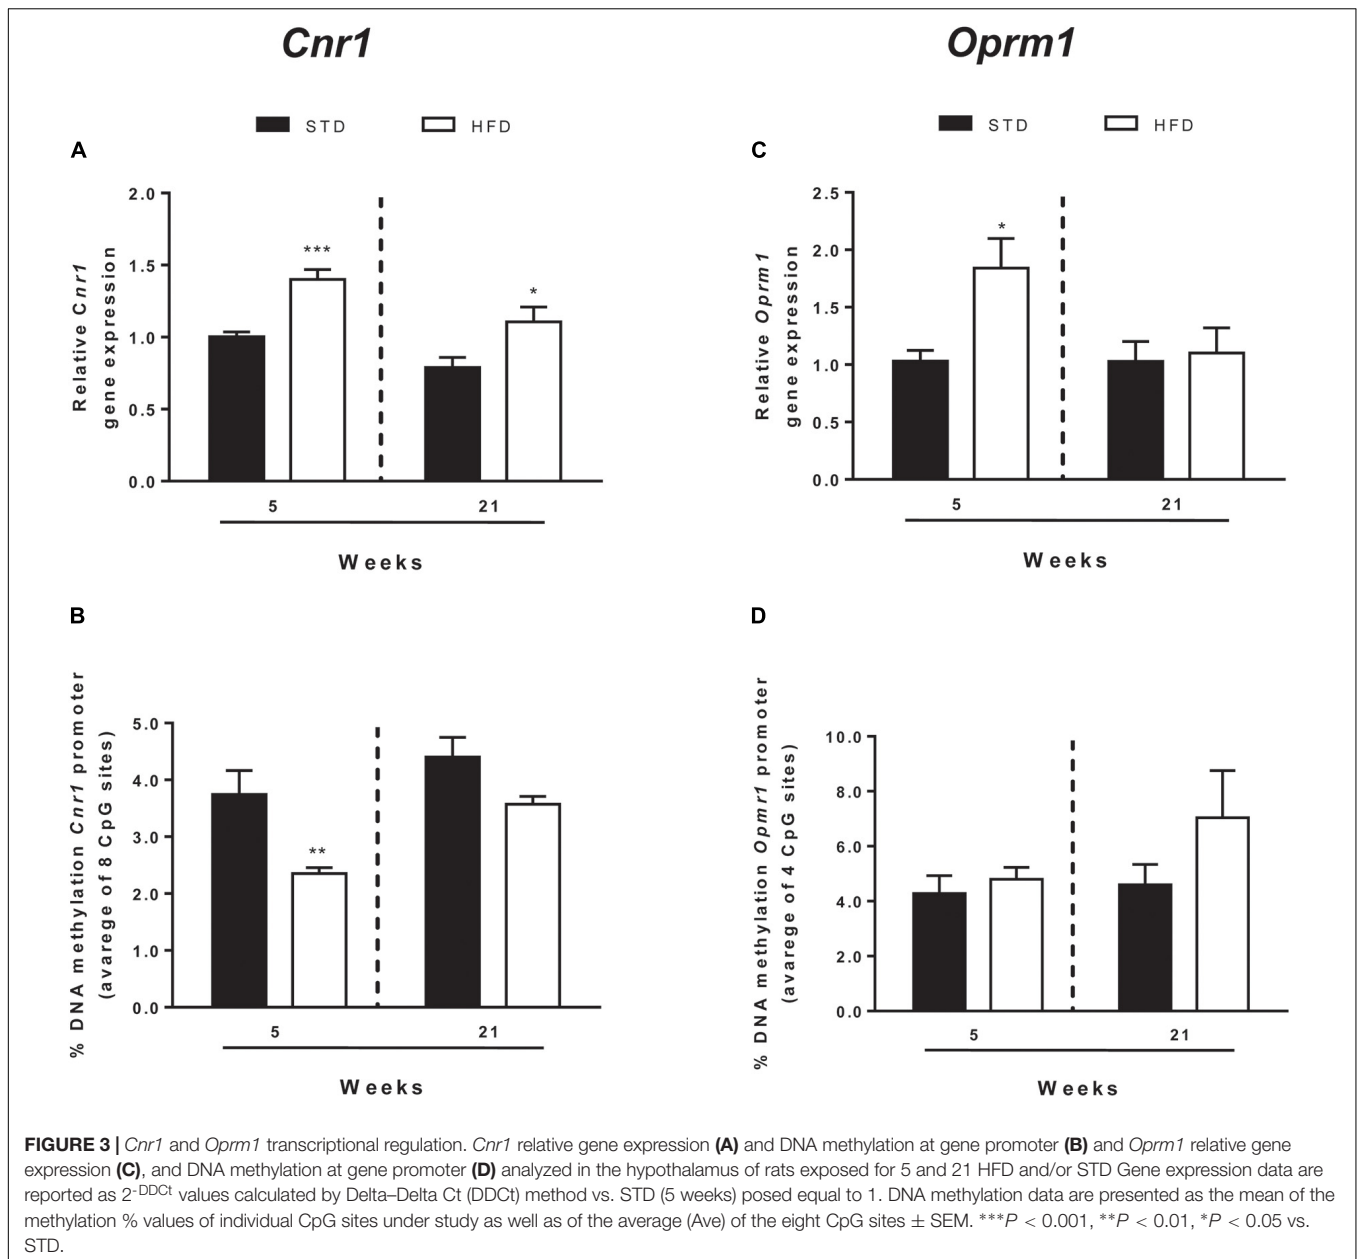 Cnr1
Oprm1
STD HFD
STD HFD
A
Relative Cnr1
gene expression
2.0
1.5
1.0
0.5
0.0
***
*
5 21
Weeks
C
Relative Oprm1
gene expression
2.5
2.0
1.5
1.0
0.5
0.0
*
5 21
Weeks
B
% DNA methylation Cnr1 promoter
(avarege of 8 CpG sites)
5.0
4.0
3.0
2.0
1.0
0.0
**
5 21
Weeks
D
% DNA methylation Opmr1 promoter
(avarege of 4 CpG sites)
10.0
8.0
6.0
4.0
2.0
0.0
5 21
Weeks
FIGURE 3 | Cnr1 and Oprm1 transcriptional regulation. Cnr1 relative gene expression (A) and DNA methylation at gene promoter (B) and Oprm1 relative gene
expression (C), and DNA methylation at gene promoter (D) analyzed in the hypothalamus of rats exposed for 5 and 21 HFD and/or STD Gene expression data are
reported as 2-DDCt values calculated by Delta–Delta Ct (DDCt) method vs. STD (5 weeks) posed equal to 1. DNA methylation data are presented as the mean of the
methylation % values of individual CpG sites under study as well as of the average (Ave) of the eight CpG sites ± SEM. ***P < 0.001, **P < 0.01, *P < 0.05 vs.
STD.